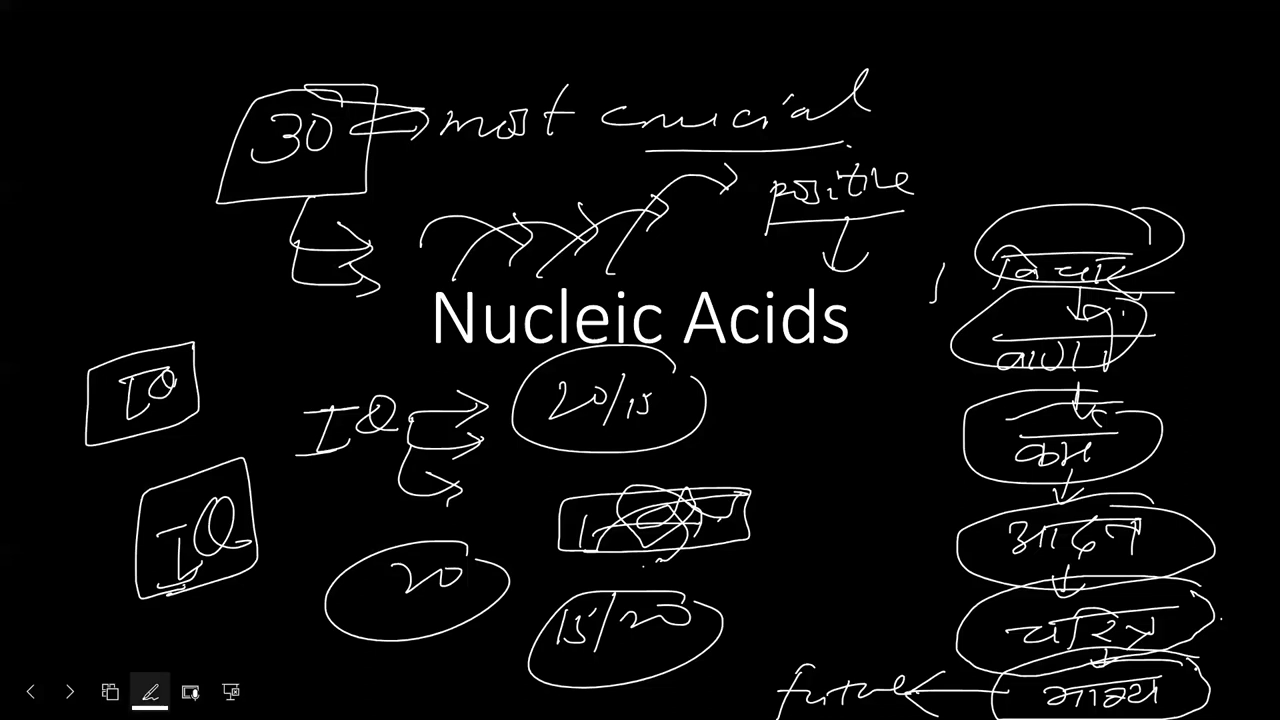 30 most crucial
positive
Nucleic Acids
विचार
वाणी
कर्म
आदत
चरित्र
भाग्य
future
IQ
IQ
20/15
IQ
20
15/20